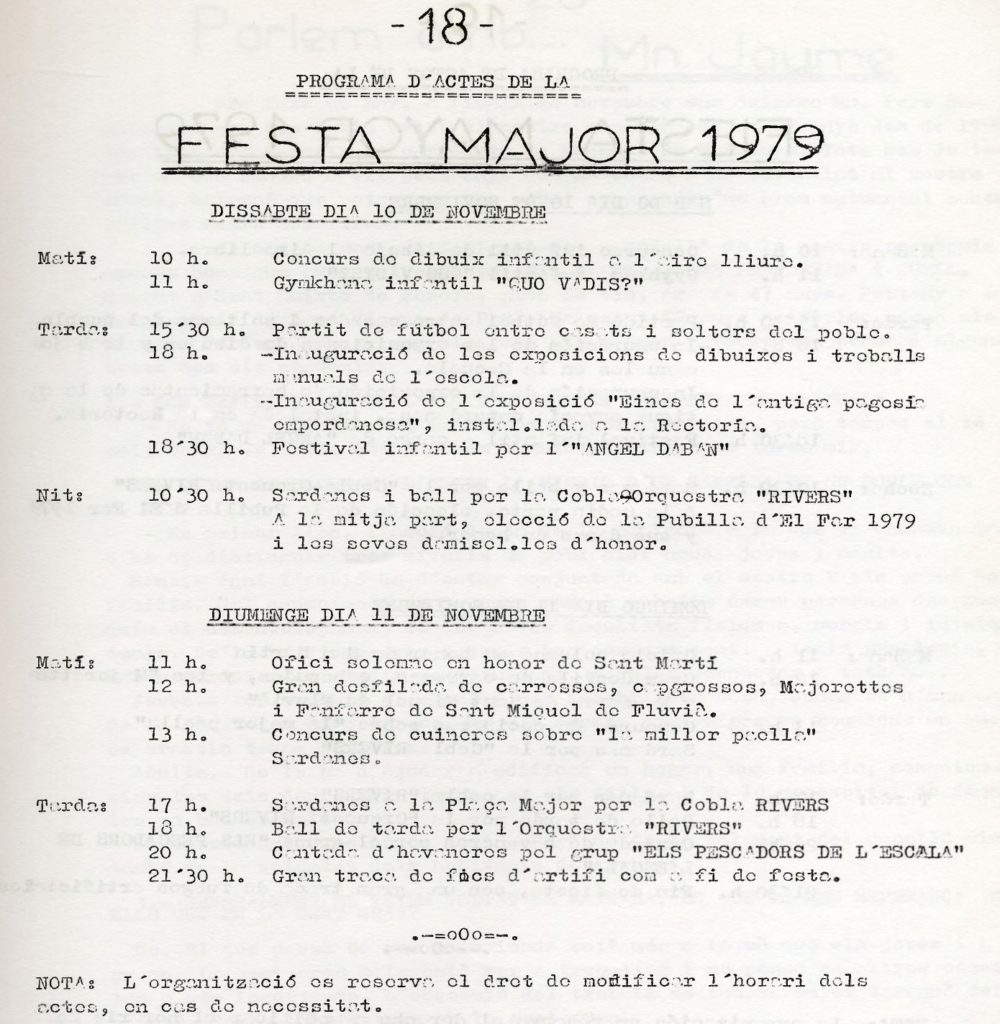 -18-
PROGRAMA D´ACTES DE LA
FESTA MAJOR 1979
DISSABTE DIA 10 DE NOVEMBRE
Matí: 10 h. Concurs de dibuix infantil a l´aire lliure.
11 h. Gymkhana infantil "QUO VADIS?"
Tarda: 15´30 h. Partit de fútbol entre casats i solters del poble.
18 h. -Inauguració de les exposicions de dibuixos i treballs
manuals de l´escola.
-Inauguració de l´exposició "Eines de l´antiga pagesia
empordanesa", instal.lada a la Rectoría.
18´30 h. Festival infantil per l´"ANGEL DABAN"
Nit: 10´30 h. Sardanes i ball per la Cobla-Orquestra "RIVERS"
A la mitja part, elecció de la Pubilla d´El Far 1979
i les seves damisel.les d´honor.
DIUMENGE DIA 11 DE NOVEMBRE
Matí: 11 h. Ofici solemne en honor de Sant Martí
12 h. Gran desfilada de carrosses, capgrossos, Majorettes
i Fanfarre de Sant Miquel de Fluvià.
13 h. Concurs de cuineres sobre "la millor paella"
Sardanes.
Tarda: 17 h. Sardanes a la Plaça Major per la Cobla RIVERS
18 h. Ball de tarda per l´Orquestra "RIVERS"
20 h. Cantada d´havaneres pel grup "ELS PESCADORS DE L´ESCALA"
21´30 h. Gran traca de focs d´artifi com a fi de festa.
.-=oOo=-.
NOTA: L´organització es reserva el dret de modificar l´horari dels
actes, en cas de necessitat.